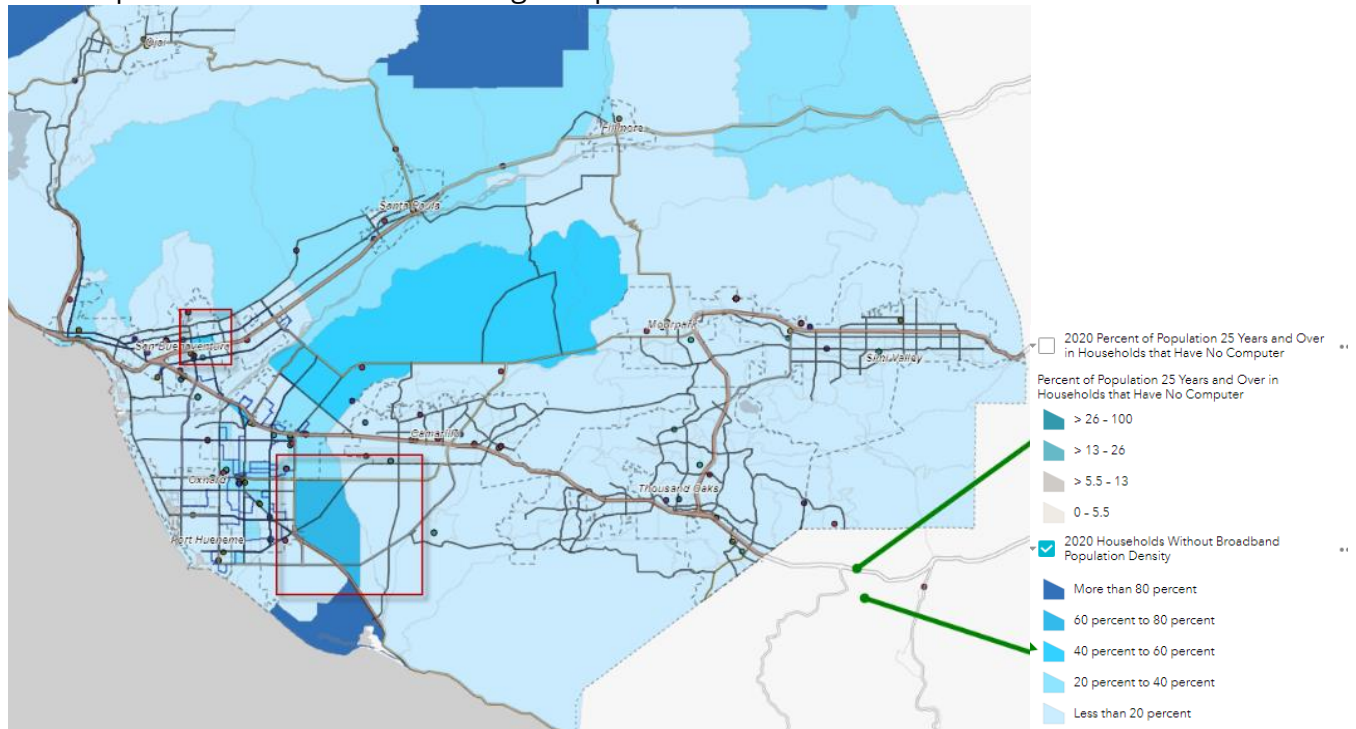 Ojai
Fillmore
Santa Paula
San Buenaventura
Moorpark
Simi Valley
Camarillo
Oxnard
Thousand Oaks
Port Hueneme
2020 Percent of Population 25 Years and Over
in Households that Have No Computer
Percent of Population 25 Years and Over in
Households that Have No Computer
> 26 - 100
> 13 - 26
> 5.5 - 13
0 - 5.5
2020 Households Without Broadband
Population Density
More than 80 percent
60 percent to 80 percent
40 percent to 60 percent
20 percent to 40 percent
Less than 20 percent